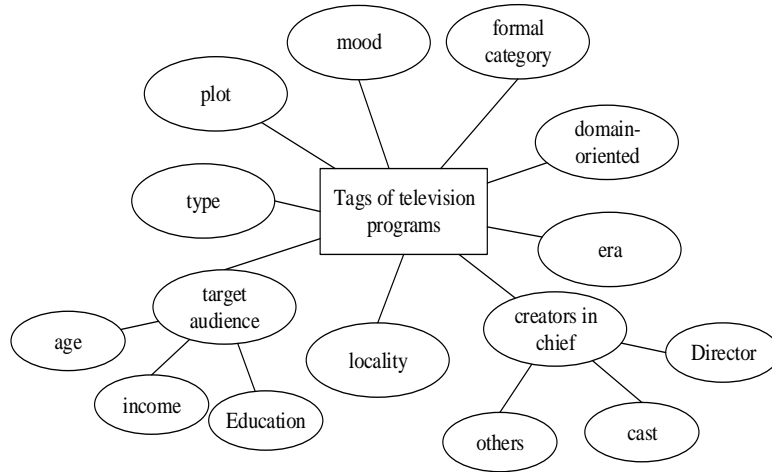 mood
formal
category
plot
domain-
oriented
type
Tags of television
programs
era
target
audience
creators in
chief
age
locality
Director
income
Education
others
cast